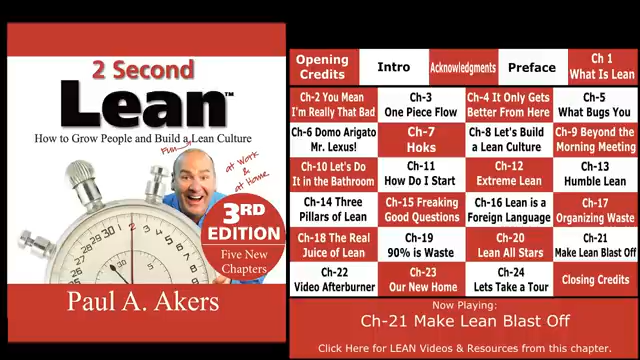 2 Second
Lean™
How to Grow People and Build a Lean Culture
Fun
at Work
&
at Home
3RD
EDITION
Five New
Chapters
Paul A. Akers
Opening
Credits
Intro
Acknowledgments
Preface
Ch 1
What Is Lean
Ch-2 You Mean
I'm Really That Bad
Ch-3
One Piece Flow
Ch-4 It Only Gets
Better From Here
Ch-5
What Bugs You
Ch-6 Domo Arigato
Mr. Lexus!
Ch-7
Hoks
Ch-8 Let's Build
a Lean Culture
Ch-9 Beyond the
Morning Meeting
Ch-10 Let's Do
It in the Bathroom
Ch-11
How Do I Start
Ch-12
Extreme Lean
Ch-13
Humble Lean
Ch-14 Three
Pillars of Lean
Ch-15 Freaking
Good Questions
Ch-16 Lean is a
Foreign Language
Ch-17
Organizing Waste
Ch-18 The Real
Juice of Lean
Ch-19
90% is Waste
Ch-20
Lean All Stars
Ch-21
Make Lean Blast Off
Ch-22
Video Afterburner
Ch-23
Our New Home
Ch-24
Lets Take a Tour
Closing Credits
Now Playing:
Ch-21 Make Lean Blast Off
Click Here for LEAN Videos & Resources from this chapter.